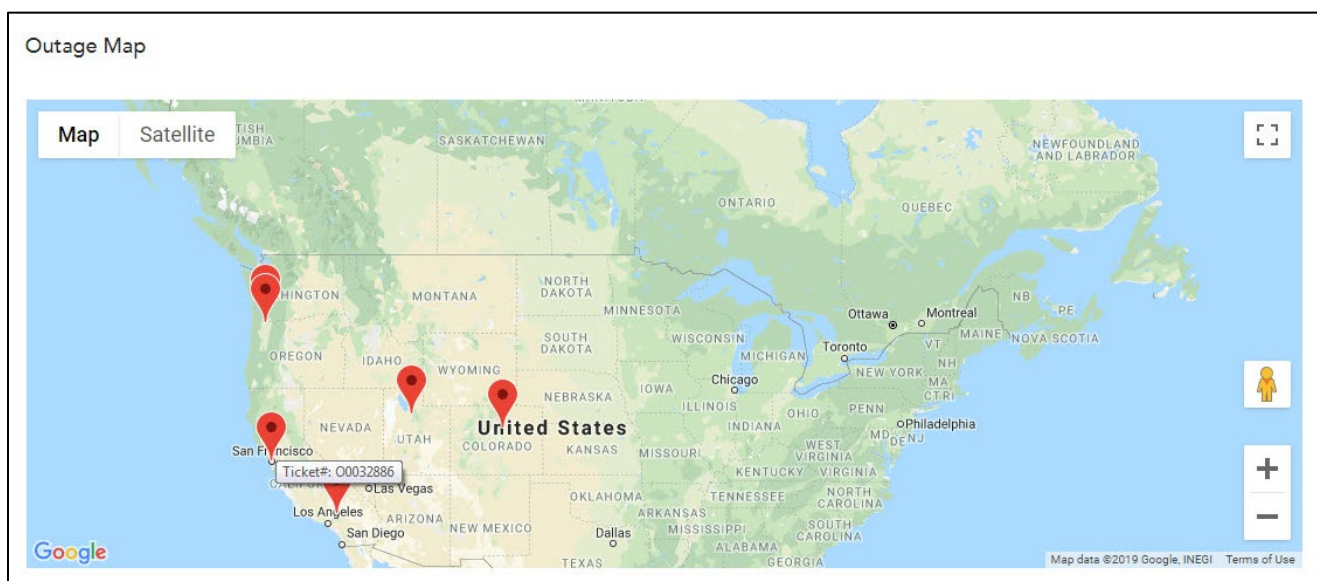 Outage Map
Map
Satellite
TISH
UMBIA
SASKATCHEWAN
NEWFOUNDLAND
AND LABRADOR
ONTARIO
QUEBEC
HINGTON
MONTANA
NORTH
DAKOTA
MINNESOTA
NB
PE
Ottawa
Montreal
MAINE
NOVA SCOTIA
OREGON
IDAHO
SOUTH
DAKOTA
WISCONSIN
MICHIGAN
Toronto
VT
NH
NEW YORK
MA
CT
RI
WYOMING
NEBRASKA
IOWA
Chicago
ILLINOIS
INDIANA
OHIO
PENN
Philadelphia
MD
DE
NJ
NEVADA
UTAH
United States
COLORADO
KANSAS
MISSOURI
WEST
VIRGINIA
KENTUCKY
VIRGINIA
San Francisco
Ticket#: O0032886
Las Vegas
Los Angeles
San Diego
ARIZONA
NEW MEXICO
OKLAHOMA
ARKANSAS
TENNESSEE
NORTH
CAROLINA
Dallas
MISSISSIPPI
SOUTH
CAROLINA
ALABAMA
TEXAS
GEORGIA
Google
Map data ©2019 Google, INEGI
Terms of Use